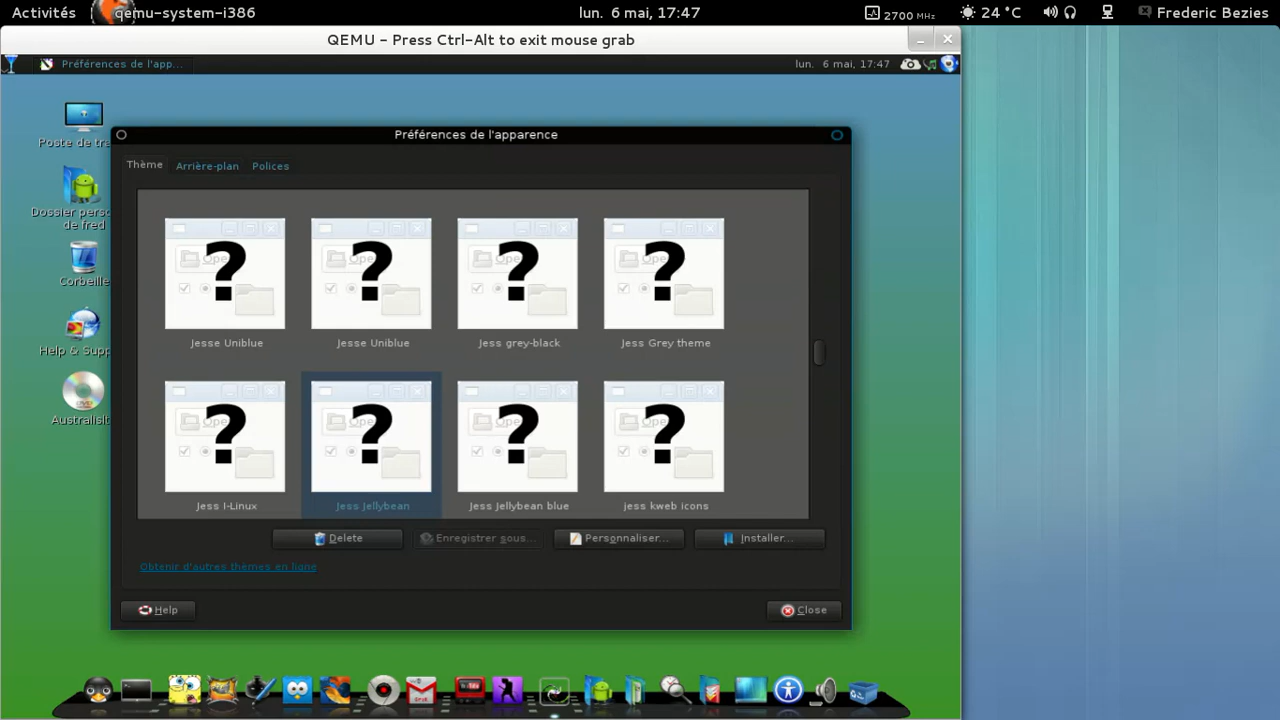 Activités
qemu-system-i386
lun. 6 mai, 17:47
2700 MHz
24 °C
Frederic Bezies
QEMU – Press Ctrl-Alt to exit mouse grab
Préférences de l'app...
lun. 6 mai, 17:47
Poste de tra
Dossier perso
de fred
Corbeille
Help & Supp
AustralisIt
Préférences de l'apparence
Thème
Arrière-plan
Polices
Jesse Uniblue
Jesse Uniblue
Jess grey-black
Jess Grey theme
Jess I-Linux
Jess Jellybean
Jess Jellybean blue
jess kweb icons
Delete
Enregistrer sous...
Personnaliser...
Installer...
Obtenir d'autres thèmes en ligne
Help
Close